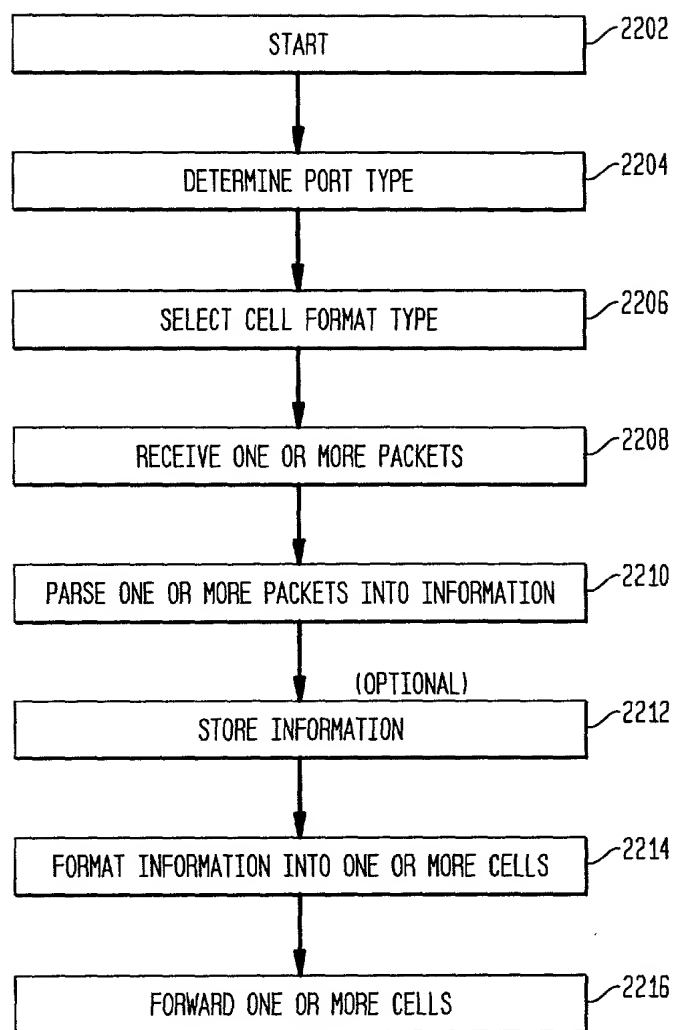 START 2202
DETERMINE PORT TYPE 2204
SELECT CELL FORMAT TYPE 2206
RECEIVE ONE OR MORE PACKETS 2208
PARSE ONE OR MORE PACKETS INTO INFORMATION 2210
(OPTIONAL)
STORE INFORMATION 2212
FORMAT INFORMATION INTO ONE OR MORE CELLS 2214
FORWARD ONE OR MORE CELLS 2216